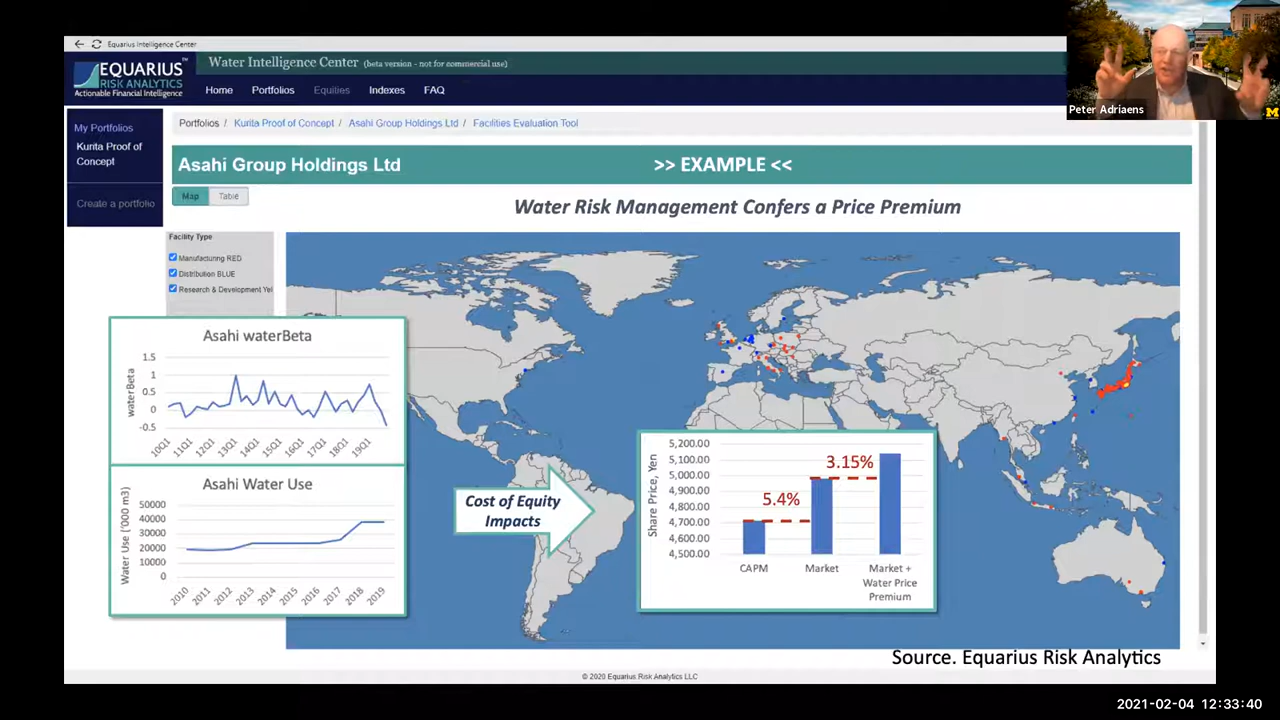 Equarius Intelligence Center
EQUARIUS™
RISK ANALYTICS
Actionable Financial Intelligence
Water Intelligence Center (beta version - not for commercial use)
Home Portfolios Equities Indexes FAQ
Peter Adriaens
M
My Portfolios
Kurita Proof of
Concept
Create a portfolio
Portfolios / Kurita Proof of Concept / Asahi Group Holdings Ltd / Facilities Evaluation Tool
Asahi Group Holdings Ltd >> EXAMPLE <<
Map Table
Water Risk Management Confers a Price Premium
Facility Type
Manufacturing RED
Distribution BLUE
Research & Development Yel
Asahi waterBeta
waterBeta
1.5
1
0.5
0
-0.5
10Q1 11Q1 12Q1 13Q1 14Q1 15Q1 16Q1 17Q1 18Q1 19Q1
Asahi Water Use
Water Use ('000 m3)
50000
40000
30000
20000
10000
0
2010 2011 2012 2013 2014 2015 2016 2017 2018 2019
Cost of Equity
Impacts
Share Price, Yen
5,200.00
5,100.00
5,000.00
4,900.00
4,800.00
4,700.00
4,600.00
4,500.00
5.4%
3.15%
CAPM Market Market +
Water Price
Premium
Source. Equarius Risk Analytics
© 2020 Equarius Risk Analytics LLC
2021-02-04 12:33:40